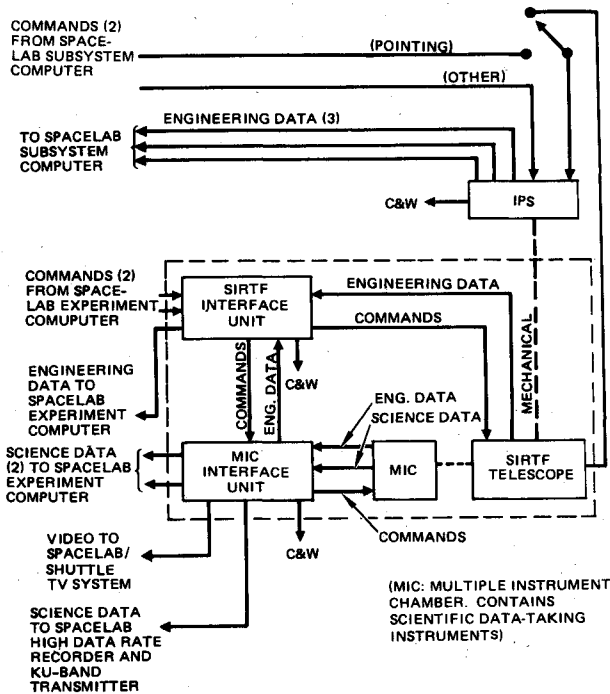 COMMANDS (2)
FROM SPACE-
LAB SUBSYSTEM
COMPUTER
(POINTING)
(OTHER)
ENGINEERING DATA (3)
TO SPACELAB
SUBSYSTEM
COMPUTER
C&W
IPS
COMMANDS (2)
FROM SPACE-
LAB EXPERIMENT
COMUPUTER
SIRTF
INTERFACE
UNIT
ENGINEERING DATA
COMMANDS
MECHANICAL
COMMANDS
ENG. DATA
C&W
ENGINEERING
DATA TO
SPACELAB
EXPERIMENT
COMPUTER
ENG. DATA
SCIENCE DATA
SCIENCE DATA
(2) TO SPACELAB
EXPERIMENT
COMPUTER
MIC
INTERFACE
UNIT
MIC
SIRTF
TELESCOPE
COMMANDS
C&W
VIDEO TO
SPACELAB/
SHUTTLE
TV SYSTEM
(MIC: MULTIPLE INSTRUMENT
CHAMBER. CONTAINS
SCIENTIFIC DATA-TAKING
INSTRUMENTS)
SCIENCE DATA
TO SPACELAB
HIGH DATA RATE
RECORDER AND
KU-BAND
TRANSMITTER